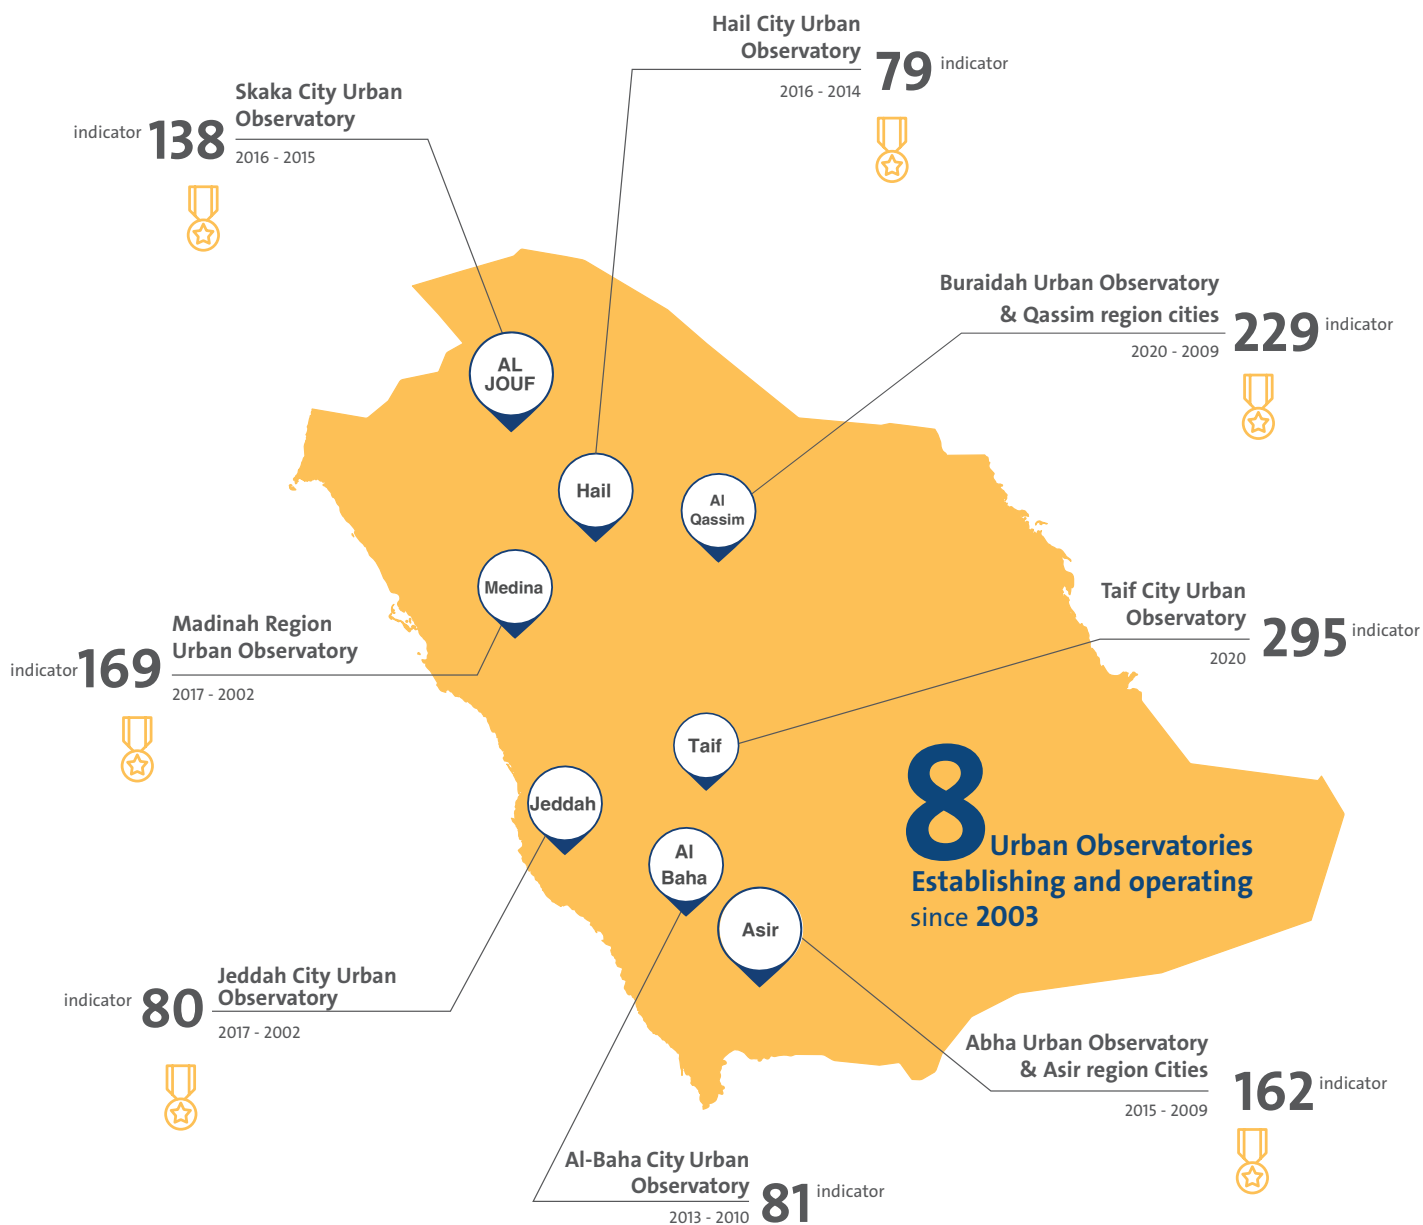 Hail City Urban
Observatory
2016 - 2014
79 indicator
Skaka City Urban
Observatory
2016 - 2015
indicator 138
Buraidah Urban Observatory
& Qassim region cities
2020 - 2009
229 indicator
AL
JOUF
Hail
Al
Qassim
Medina
Taif City Urban
Observatory
2020
295 indicator
Madinah Region
Urban Observatory
2017 - 2002
indicator 169
Taif
Jeddah
Al
Baha
Asir
8 Urban Observatories
Establishing and operating
since 2003
Jeddah City Urban
Observatory
2017 - 2002
indicator 80
Abha Urban Observatory
& Asir region Cities
2015 - 2009
162 indicator
Al-Baha City Urban
Observatory
2013 - 2010
81 indicator